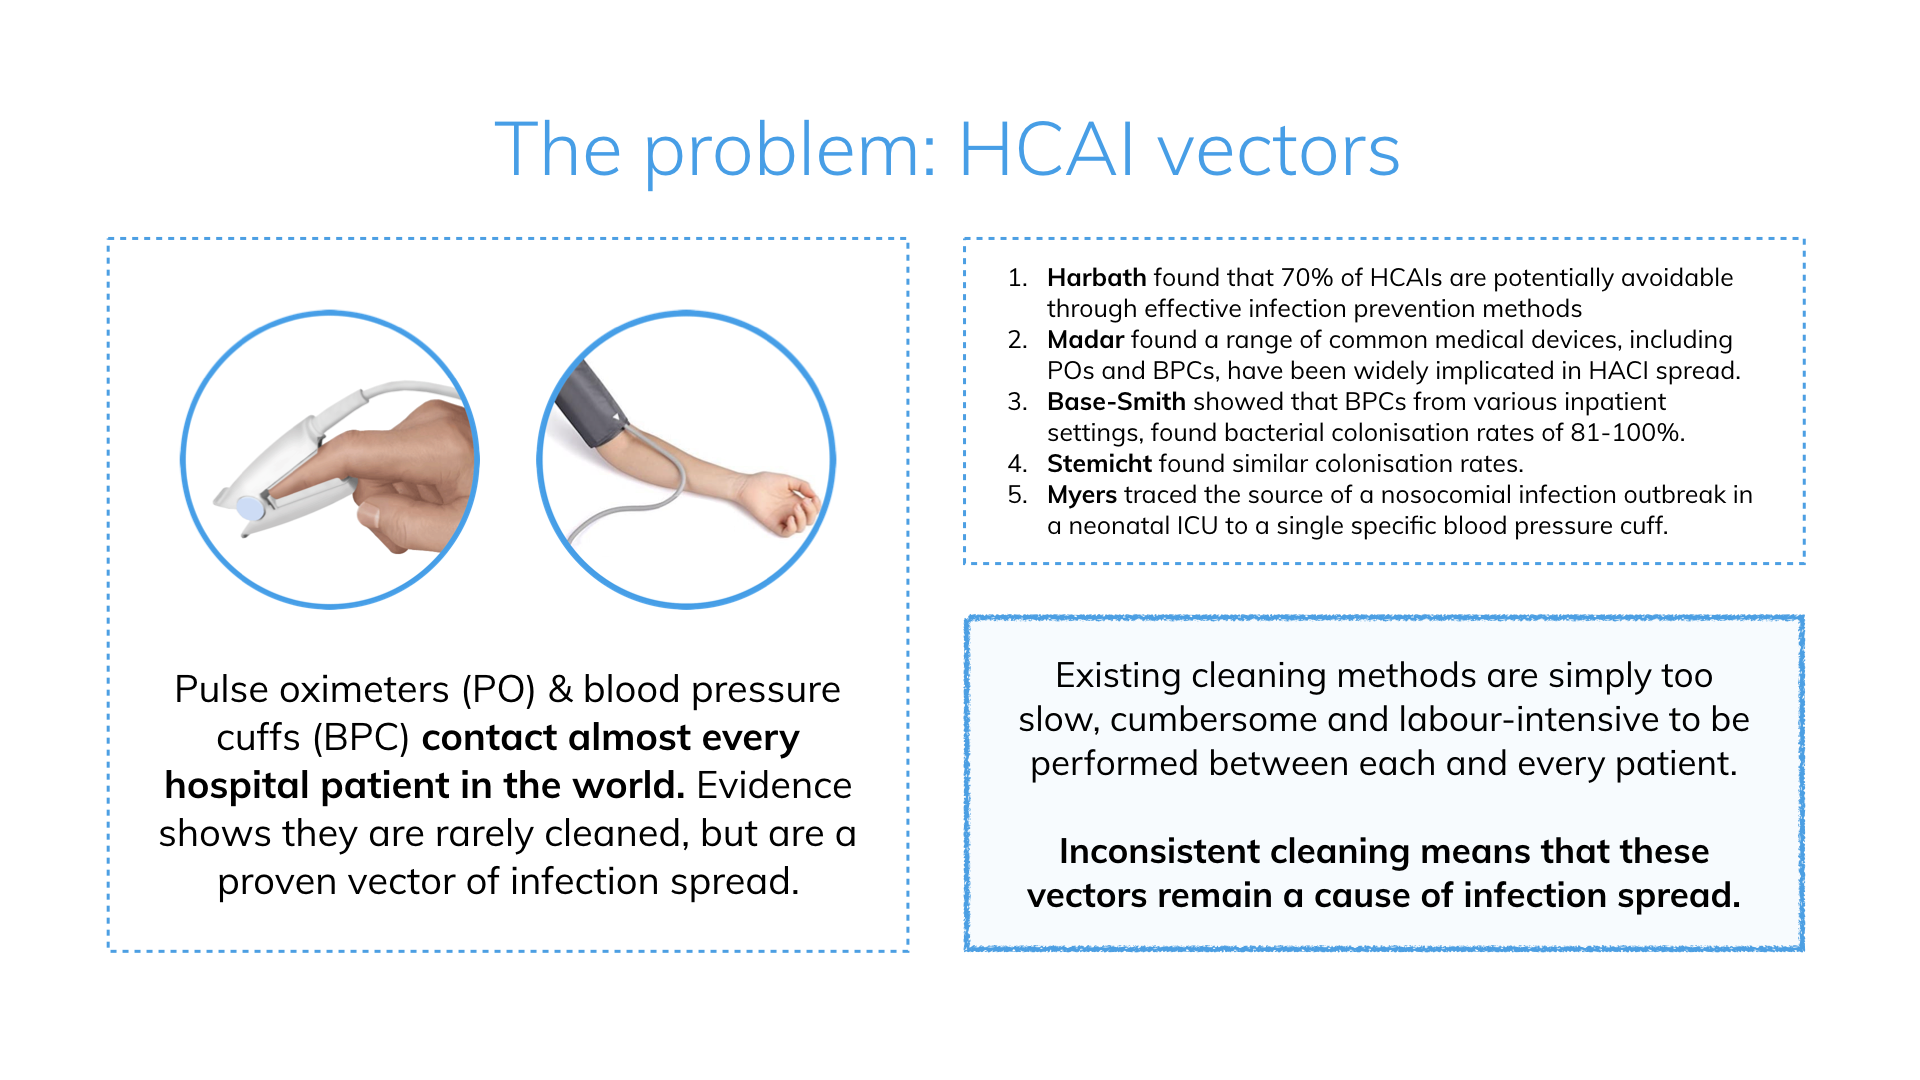 The problem: HCAI vectors
Pulse oximeters (PO) & blood pressure
cuffs (BPC) contact almost every
hospital patient in the world. Evidence
shows they are rarely cleaned, but are a
proven vector of infection spread.
1. Harbath found that 70% of HCAIs are potentially avoidable
through effective infection prevention methods
2. Madar found a range of common medical devices, including
POs and BPCs, have been widely implicated in HACI spread.
3. Base-Smith showed that BPCs from various inpatient
settings, found bacterial colonisation rates of 81-100%.
4. Stemicht found similar colonisation rates.
5. Myers traced the source of a nosocomial infection outbreak in
a neonatal ICU to a single specific blood pressure cuff.
Existing cleaning methods are simply too
slow, cumbersome and labour-intensive to be
performed between each and every patient.
Inconsistent cleaning means that these
vectors remain a cause of infection spread.